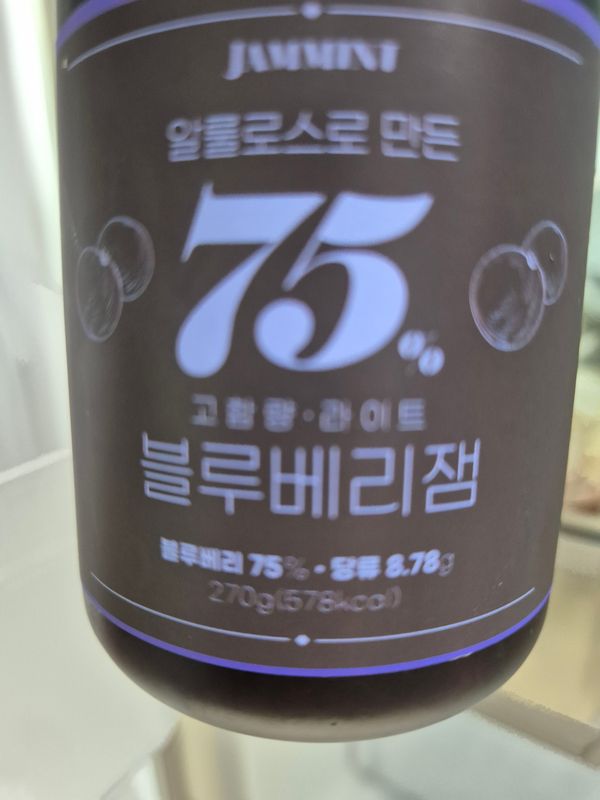 JAMMINT
알룰로스로 만든
75%
고함량·라이트
블루베리잼
블루베리 75% · 당류 8.78g
270g(578kcal)